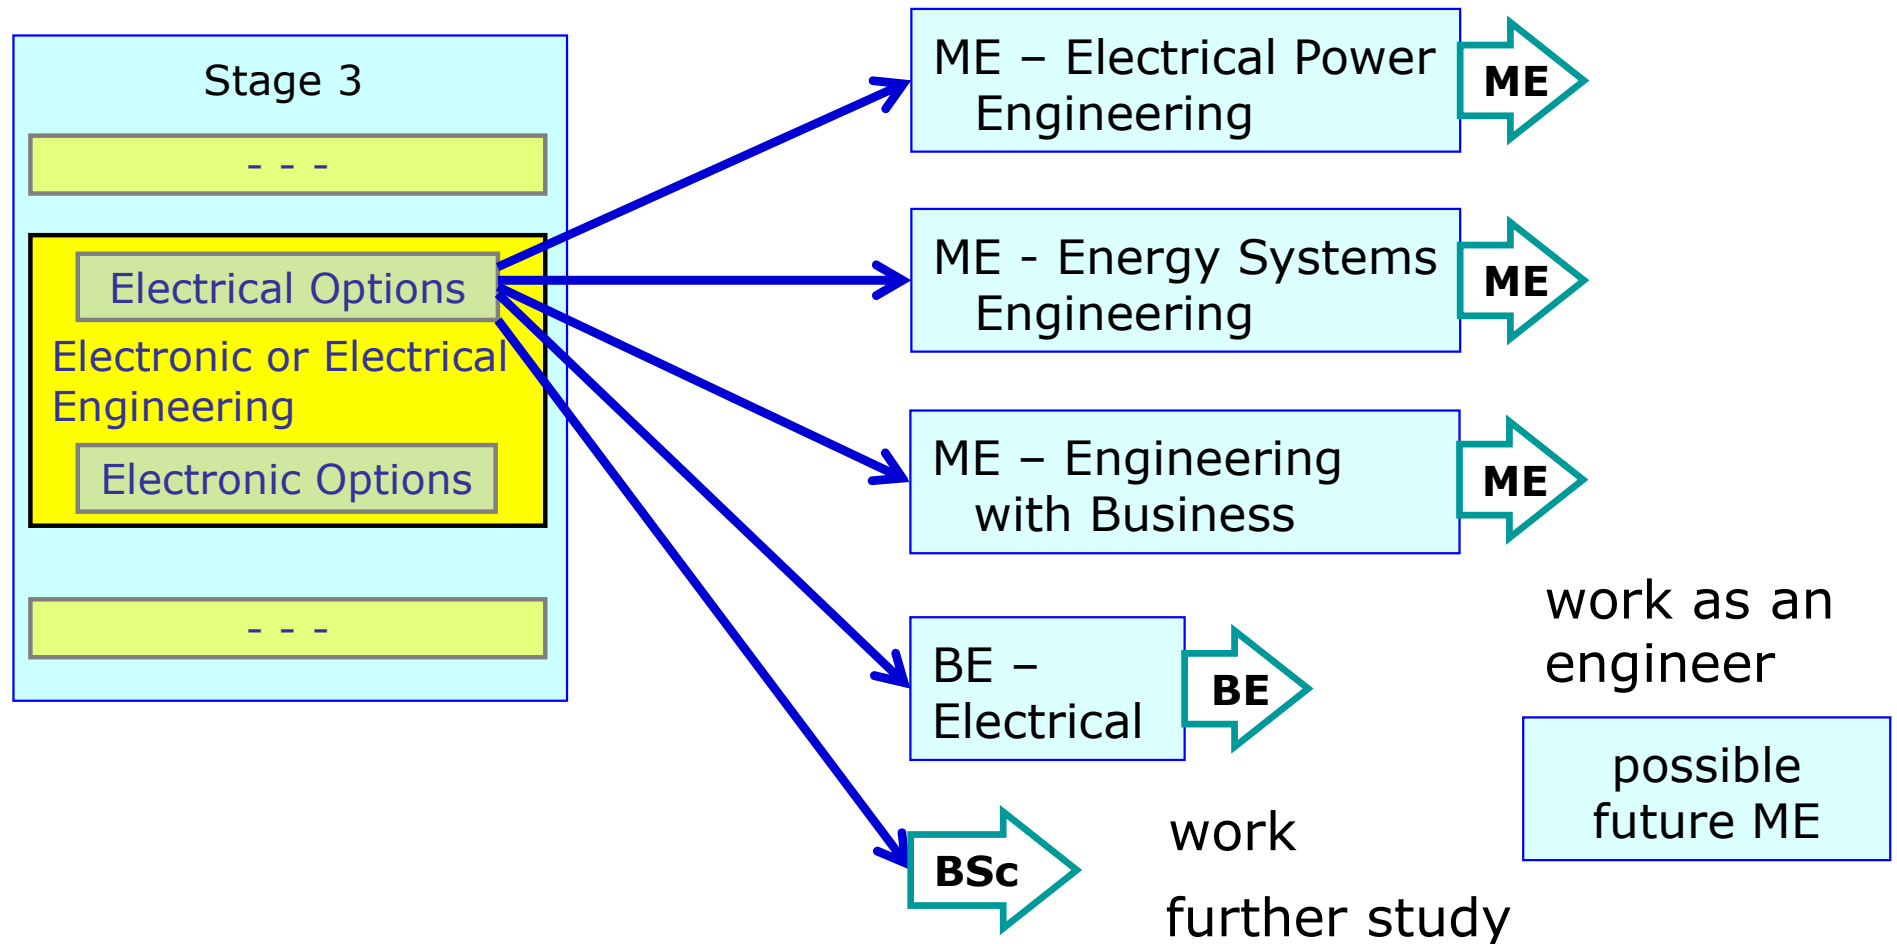 Stage 3
- - -
Electrical Options
Electronic or Electrical
Engineering
Electronic Options
- - -
ME – Electrical Power
Engineering
ME
ME - Energy Systems
Engineering
ME
ME – Engineering
with Business
ME
BE –
Electrical
BE
work as an
engineer
possible
future ME
BSc
work
further study